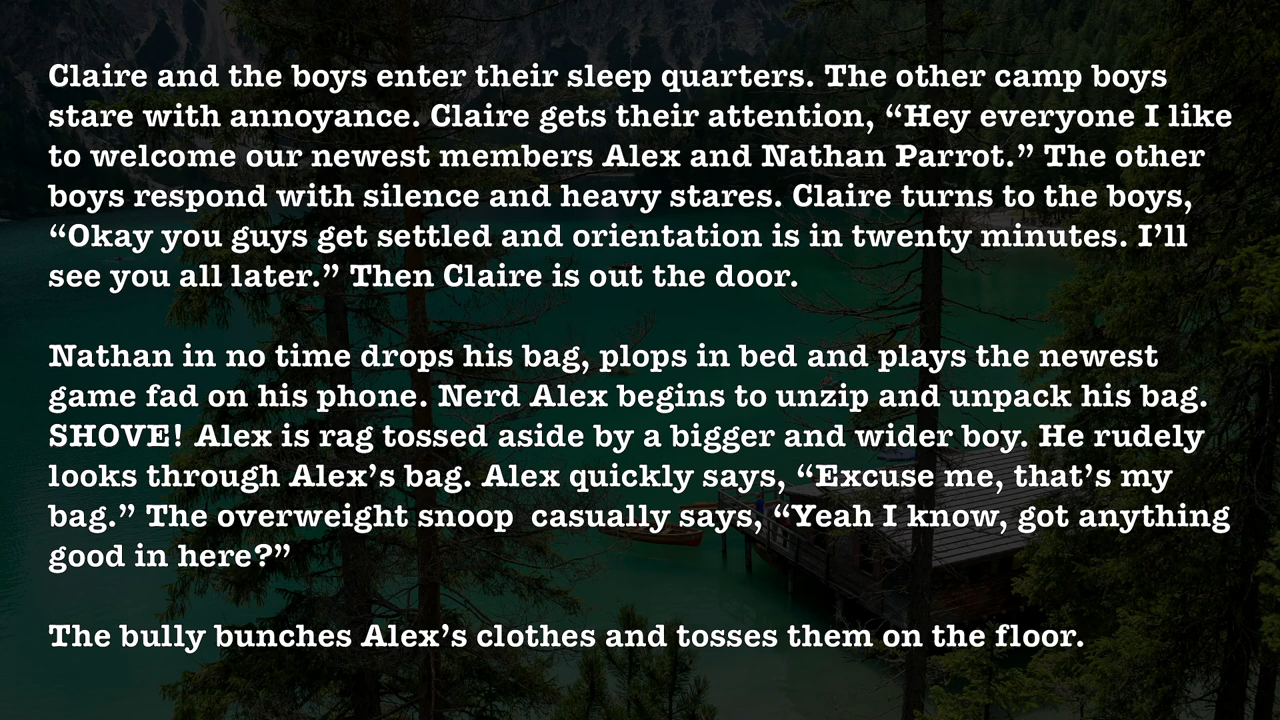 Claire and the boys enter their sleep quarters. The other camp boys
stare with annoyance. Claire gets their attention, “Hey everyone I like
to welcome our newest members Alex and Nathan Parrot.” The other
boys respond with silence and heavy stares. Claire turns to the boys,
“Okay you guys get settled and orientation is in twenty minutes. I’ll
see you all later.” Then Claire is out the door.
Nathan in no time drops his bag, plops in bed and plays the newest
game fad on his phone. Nerd Alex begins to unzip and unpack his bag.
SHOVE! Alex is rag tossed aside by a bigger and wider boy. He rudely
looks through Alex’s bag. Alex quickly says, “Excuse me, that’s my
bag.” The overweight snoop  casually says, “Yeah I know, got anything
good in here?”
The bully bunches Alex’s clothes and tosses them on the floor.